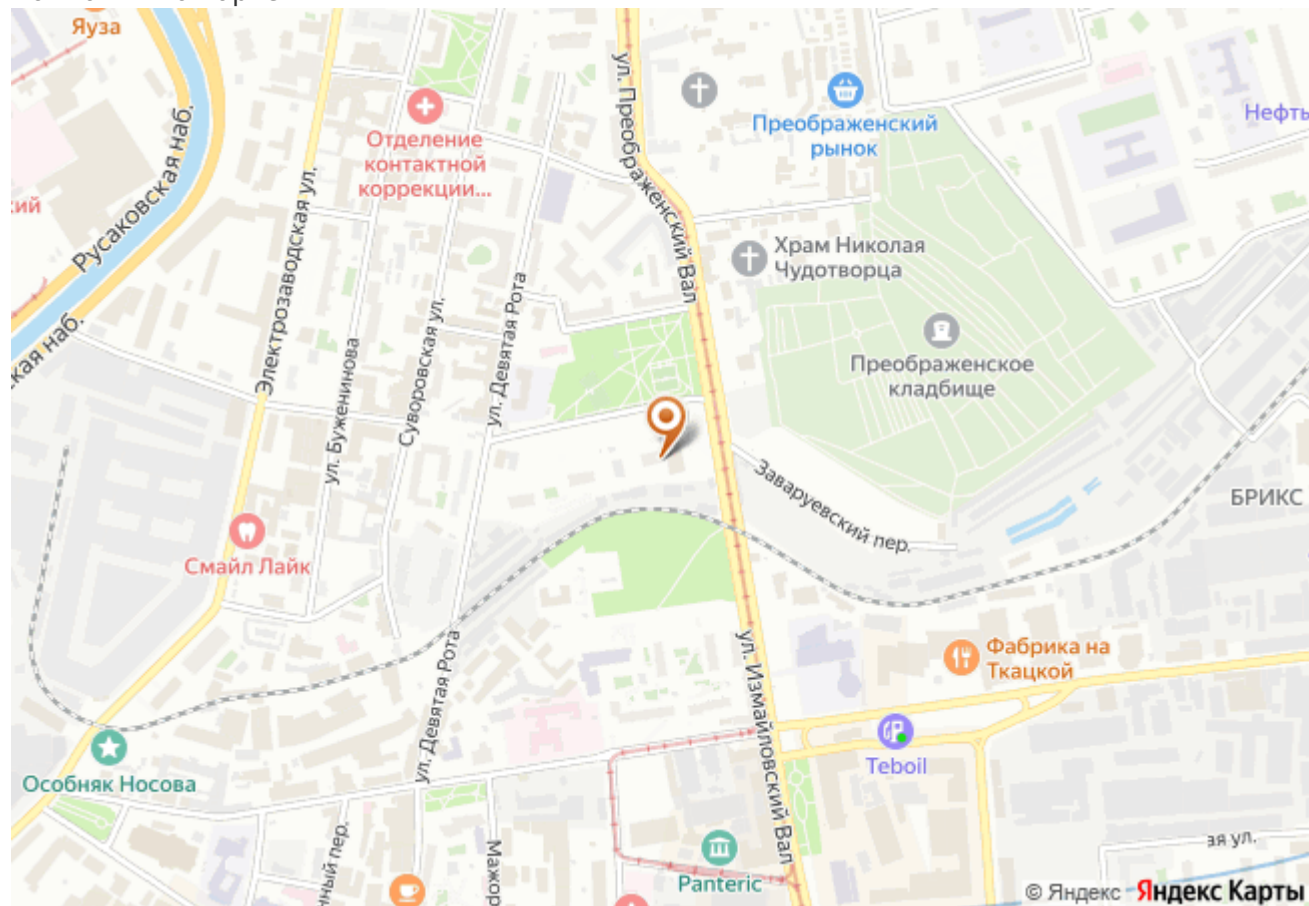 Яуза
ул. Преображенский Вал
Преображенский
рынок
Нефть
Отделение
контактной
коррекции...
кий
Русаковская наб.
Электрозаводская ул.
Храм Николая
Чудотворца
ская наб.
ул. Девятая Рота
Суворовская ул.
ул. Буженинова
Преображенское
кладбище
Заваруевский пер.
БРИКС
Смайл Лайк
ул. Измайловский Вал
Фабрика на
Ткацкой
ул. Девятая Рота
Teboil
Особняк Носова
нный пер.
Мажор
Panteric
ая ул.
© Яндекс Яндекс Карты